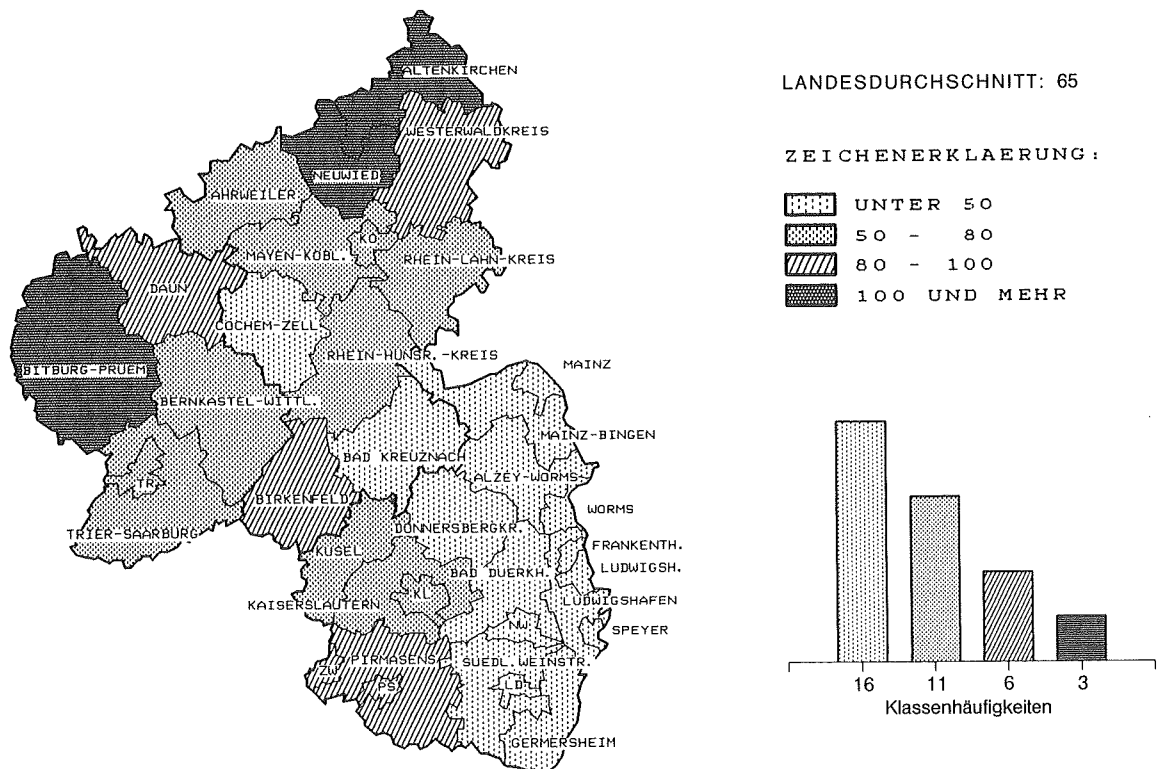 ALTENKIRCHEN
WESTERWALDKREIS
NEUWIED
AHRWEILER
KO
MAYEN-KOBL.
RHEIN-LAHN-KREIS
DAUN
COCHEM-ZELL
RHEIN-HUNSR.-KREIS
BITBURG-PRUEM
BERNKASTEL-WITTL.
MAINZ
MAINZ-BINGEN
BAD KREUZNACH
ALZEY-WORMS
TR
BIRKENFELD
WORMS
TRIER-SAARBURG
DONNERSBERGKR.
KUSEL
FRANKENTH.
BAD DUERKH.
LUDWIGSH.
KL
KAISERSLAUTERN
LUDWIGSHAFEN
NW
SPEYER
ZW
PIRMASENS
SUEDL.WEINSTR.
PS
LD
GERMERSHEIM
LANDESDURCHSCHNITT: 65
ZEICHENERKLAERUNG:
UNTER 50
50 - 80
80 - 100
100 UND MEHR
16 11 6 3
Klassenhäufigkeiten